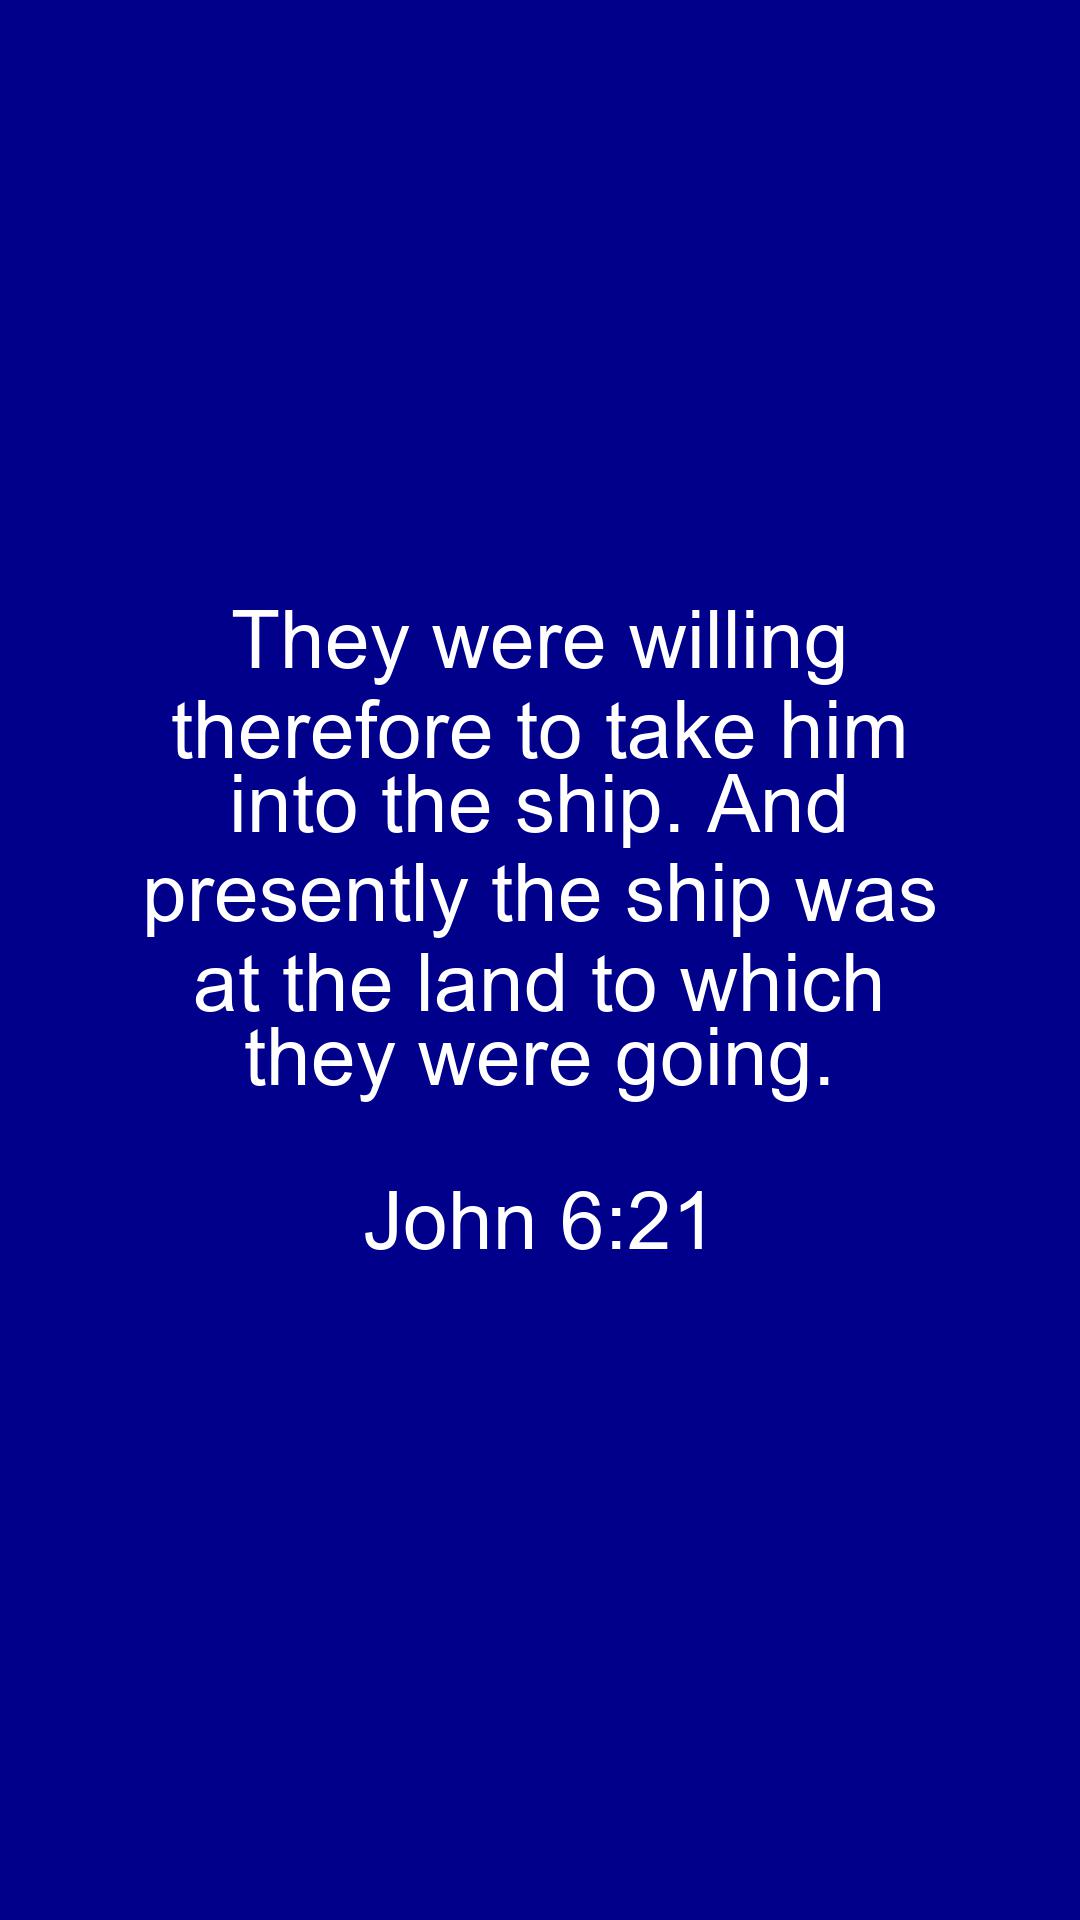 They were willing
therefore to take him
into the ship. And
presently the ship was
at the land to which
they were going.
John 6:21